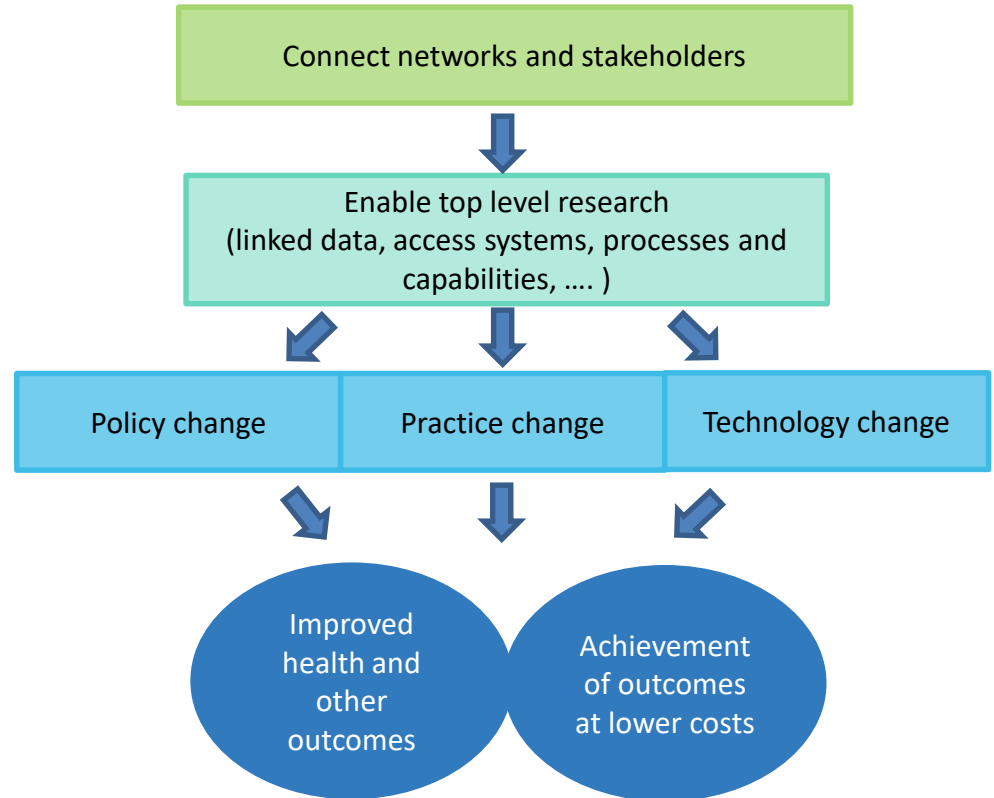 Connect networks and stakeholders
Enable top level research
(linked data, access systems, processes and
capabilities, .... )
Policy change
Practice change
Technology change
Improved
health and
other
outcomes
Achievement
of outcomes
at lower costs